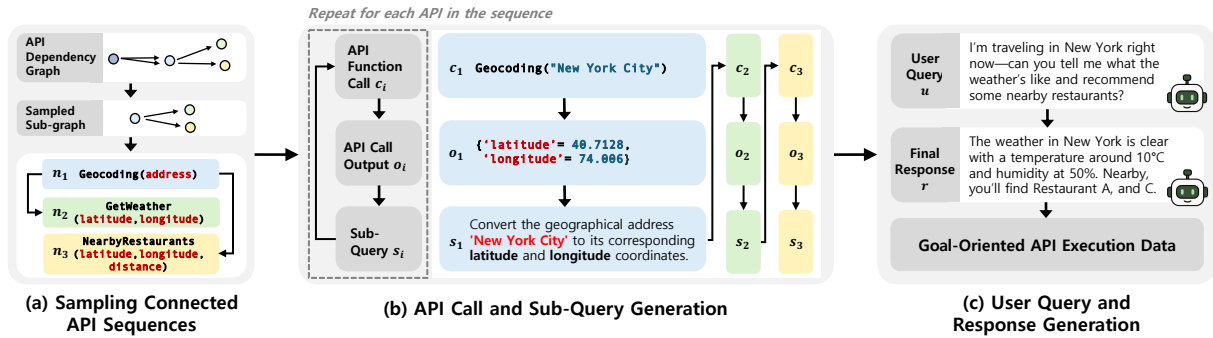 Repeat for each API in the sequence
API
Dependency
Graph
Sampled
Sub-graph
n₁ Geocoding(address)
n₂ GetWeather
(latitude,longitude)
n₃ NearbyRestaurants
(latitude,longitude,
distance)
(a) Sampling Connected
API Sequences
API
Function
Call cᵢ
API Call
Output oᵢ
Sub-
Query sᵢ
c₁ Geocoding("New York City")
o₁ {‘latitude’= 40.7128,
‘longitude’= 74.006}
s₁ Convert the geographical address
'New York City' to its corresponding
latitude and longitude coordinates.
c₂
o₂
s₂
c₃
o₃
s₃
(b) API Call and Sub-Query Generation
User
Query
u
I’m traveling in New York right
now—can you tell me what the
weather’s like and recommend
some nearby restaurants?
Final
Response
r
The weather in New York is clear
with a temperature around 10℃
and humidity at 50%. Nearby,
you’ll find Restaurant A, and C.
Goal-Oriented API Execution Data
(c) User Query and
Response Generation